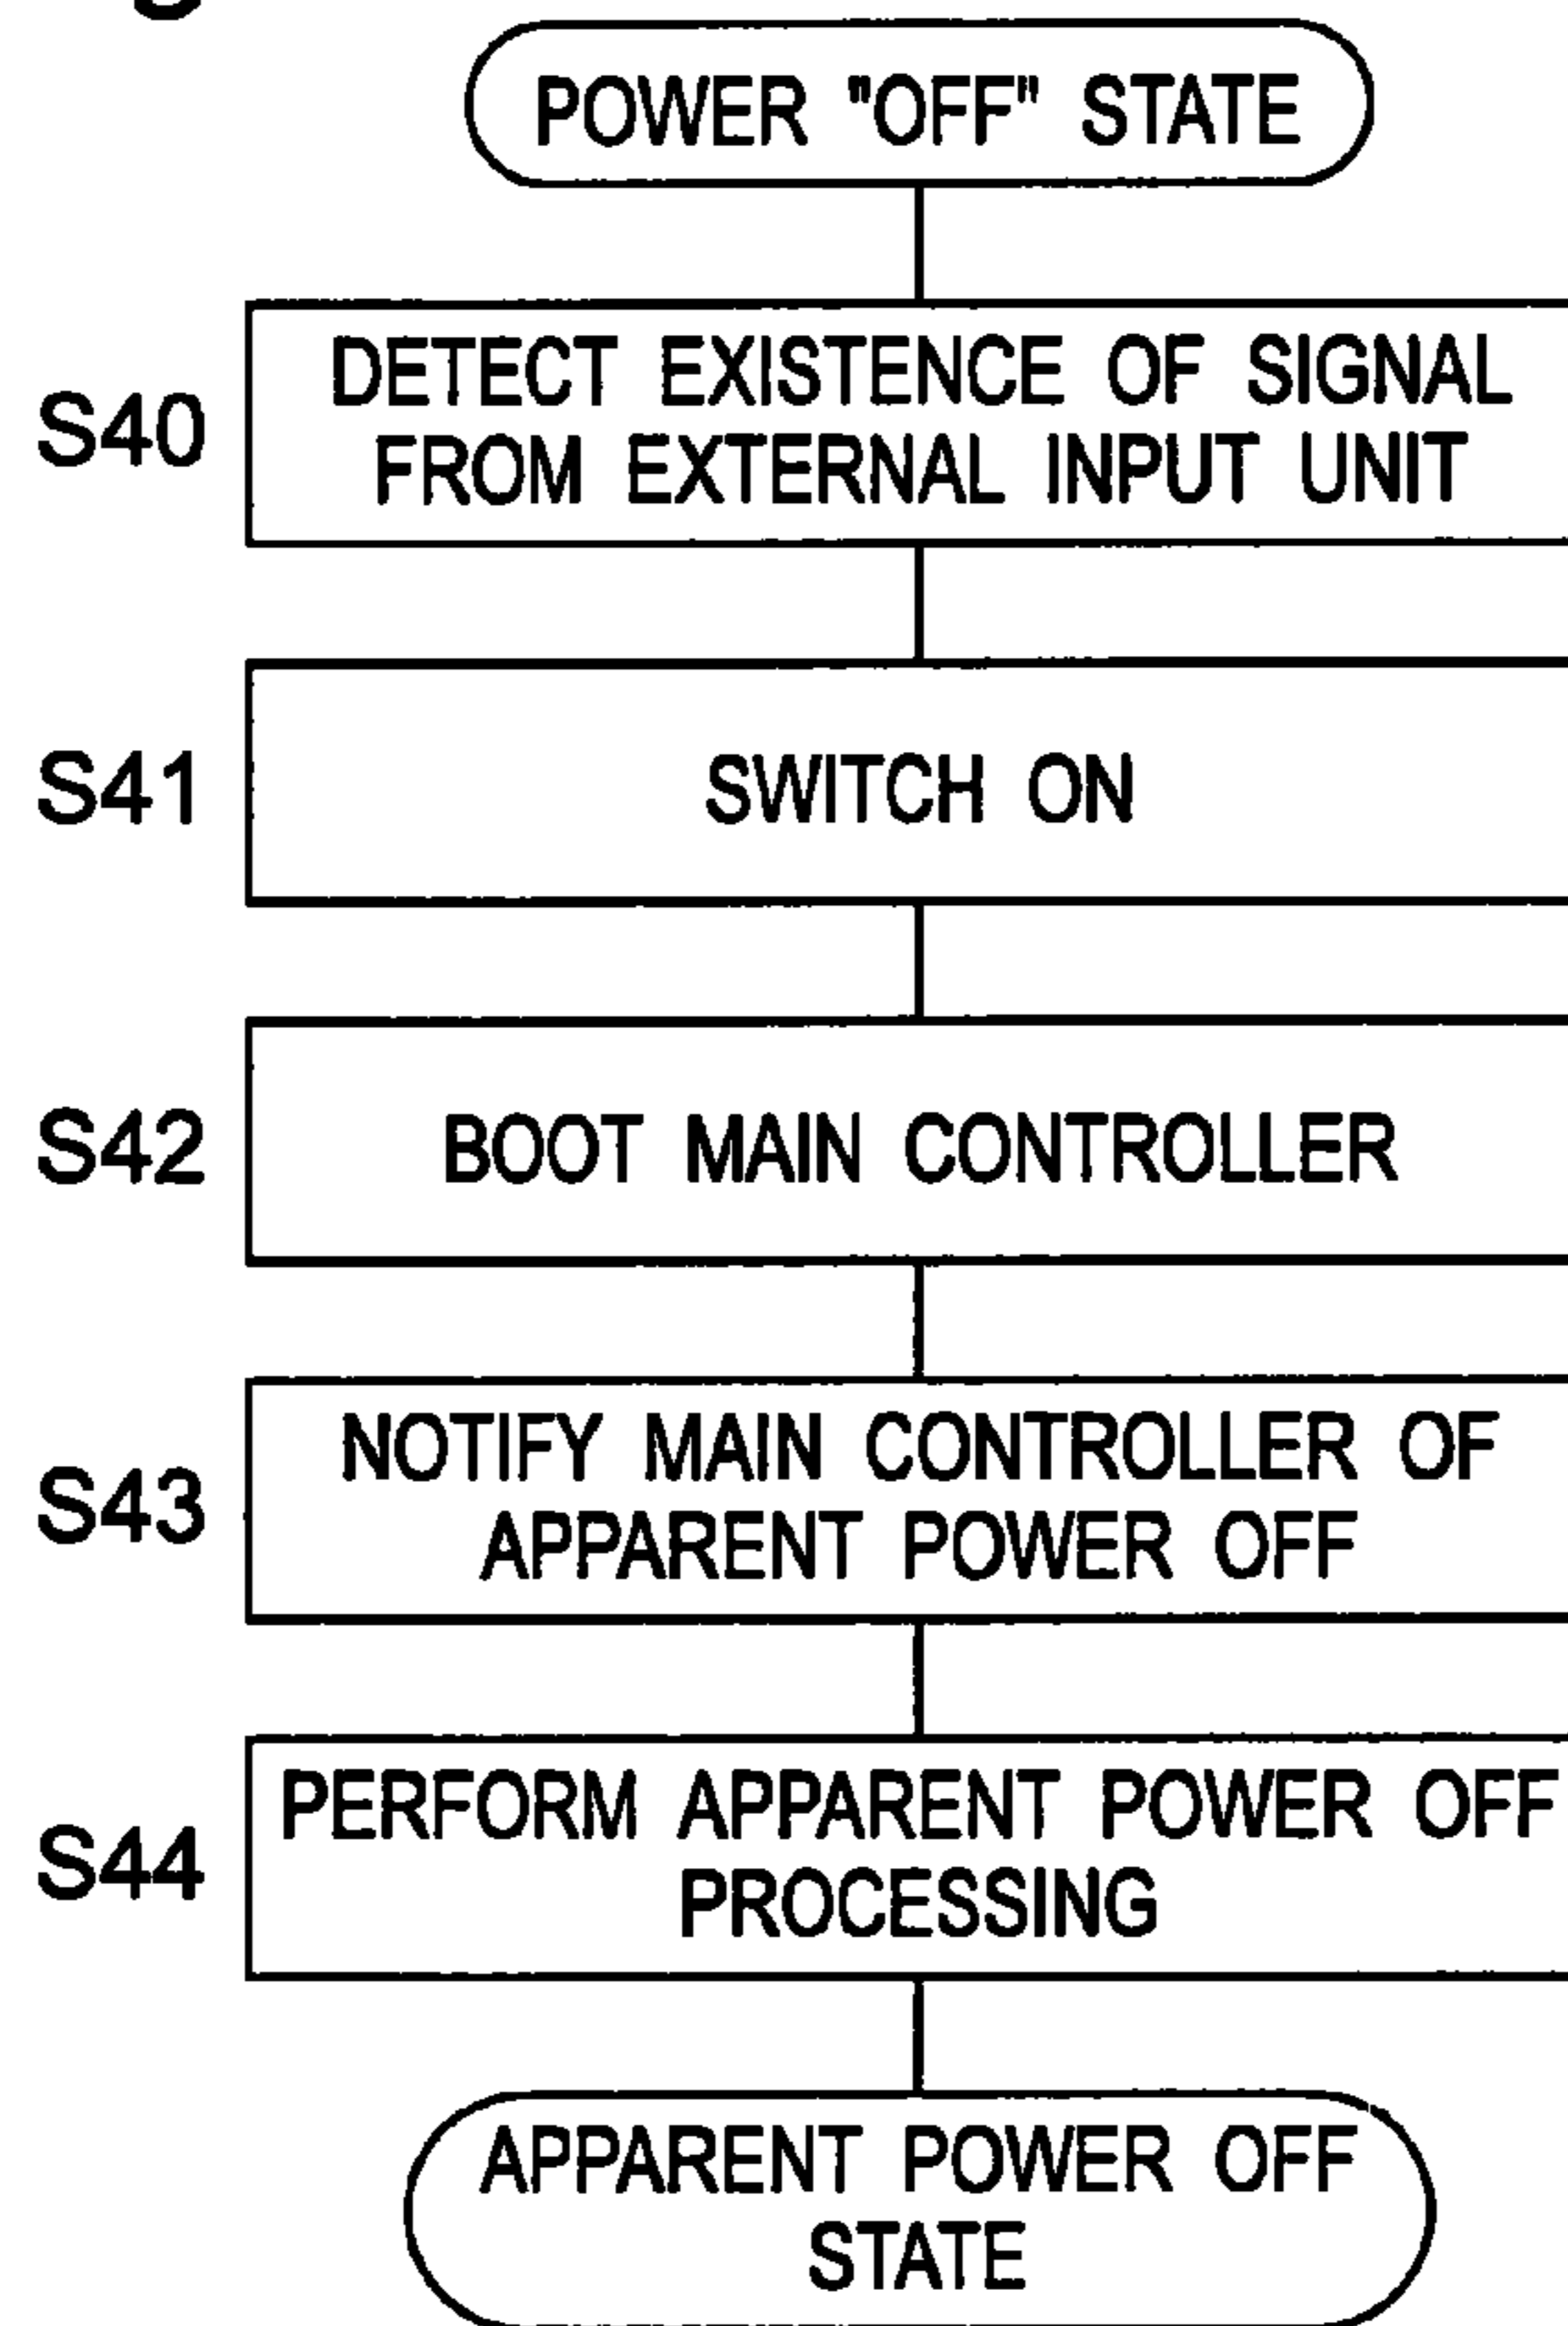 POWER "OFF" STATE
S40
DETECT EXISTENCE OF SIGNAL
FROM EXTERNAL INPUT UNIT
S41
SWITCH ON
S42
BOOT MAIN CONTROLLER
S43
NOTIFY MAIN CONTROLLER OF
APPARENT POWER OFF
S44
PERFORM APPARENT POWER OFF
PROCESSING
APPARENT POWER OFF
STATE